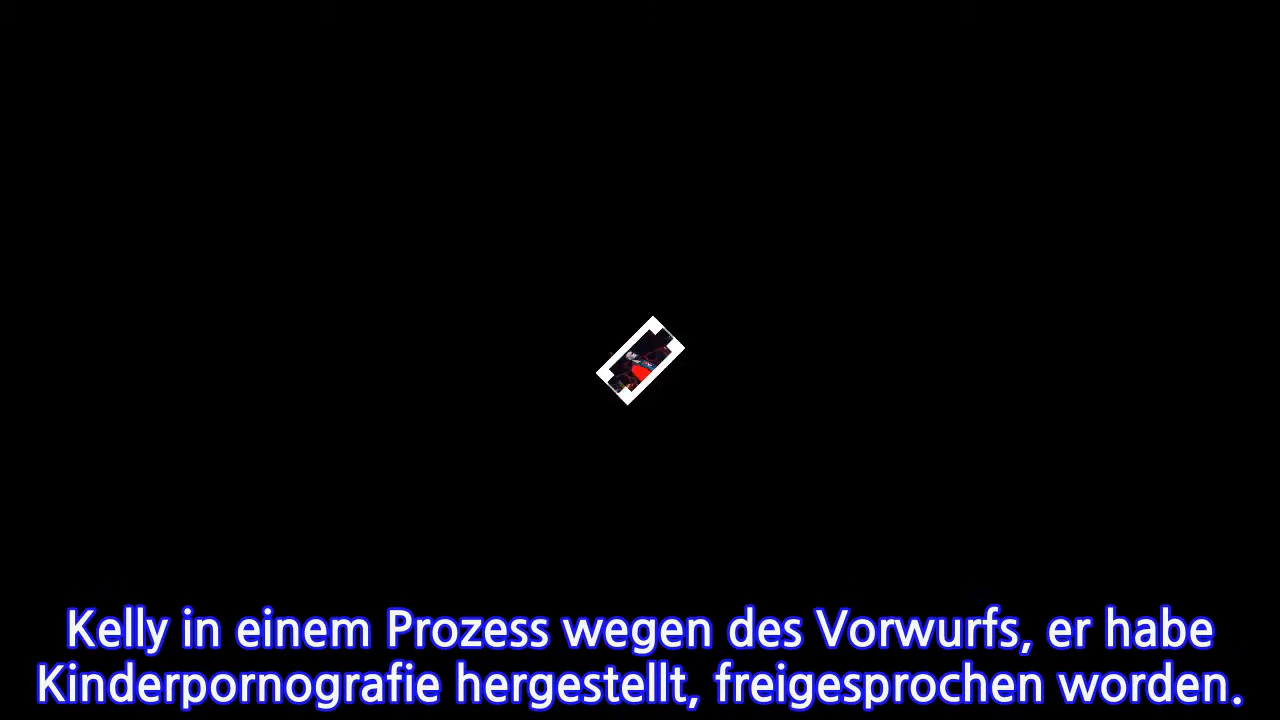 Kelly in einem Prozess wegen des Vorwurfs, er habe
Kinderpornografie hergestellt, freigesprochen worden.